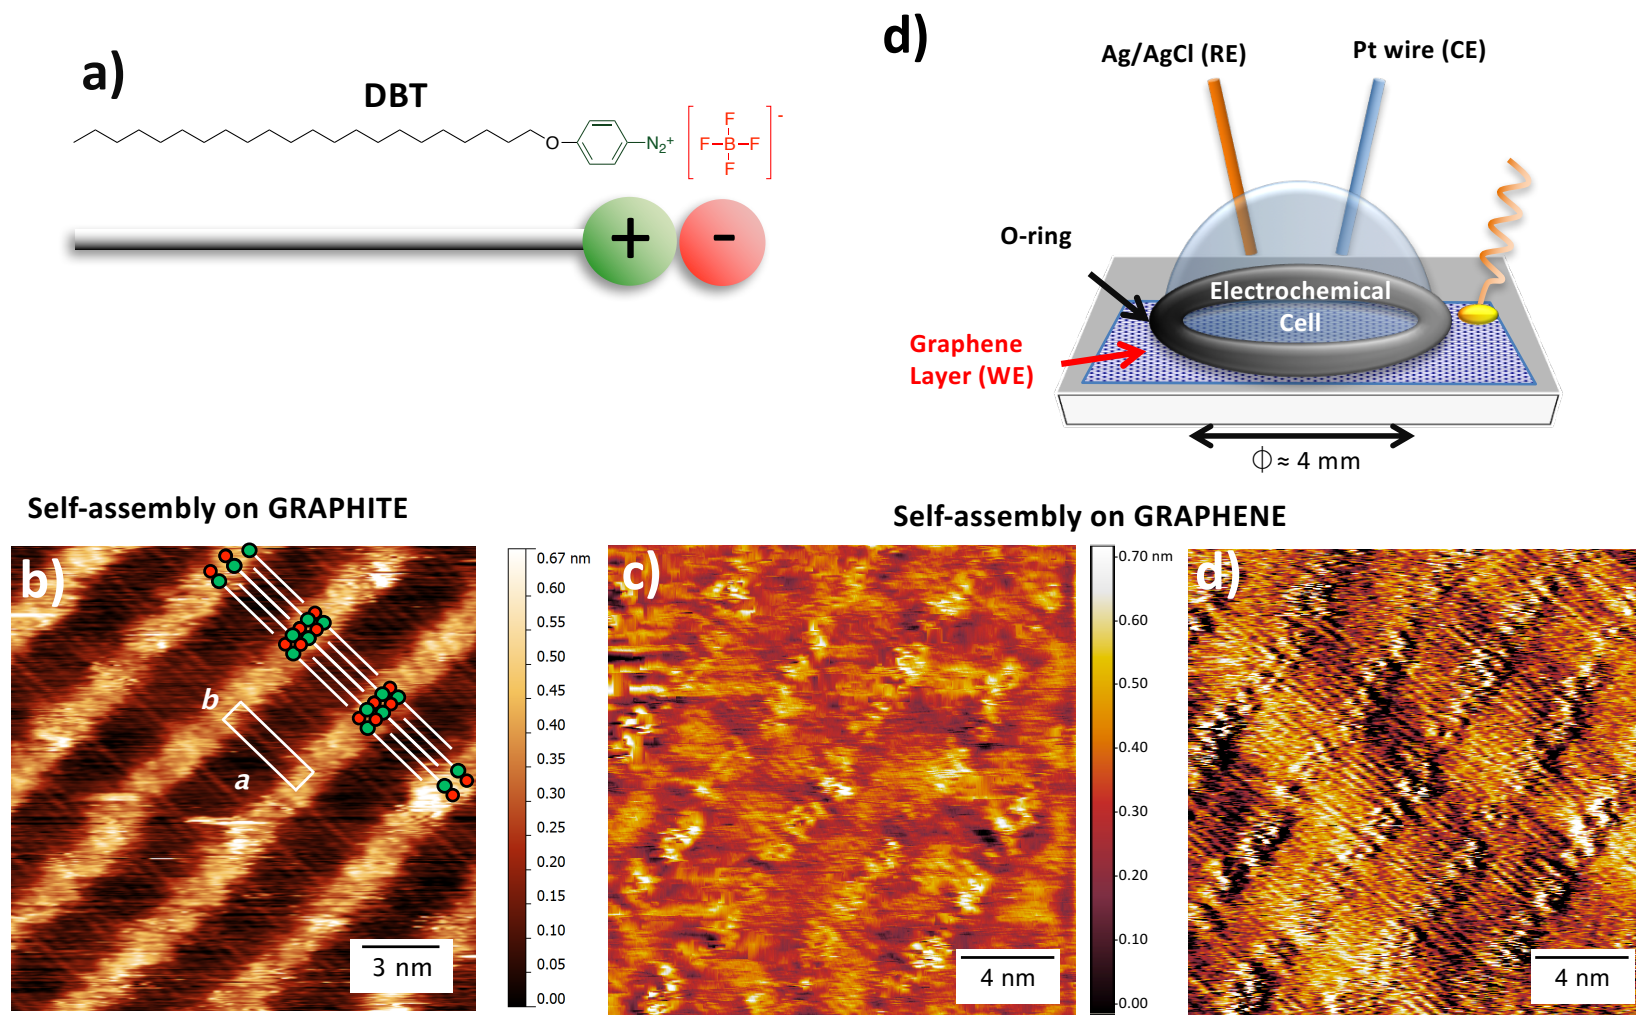 a)
DBT
O
N₂⁺
F
F B F
F
-
+
-
d)
Ag/AgCl (RE)
Pt wire (CE)
O-ring
Electrochemical
Cell
Graphene
Layer (WE)
Φ ≈ 4 mm
Self-assembly on GRAPHITE
b)
b
a
3 nm
0.67 nm
0.60
0.55
0.50
0.45
0.40
0.35
0.30
0.25
0.20
0.15
0.10
0.05
0.00
Self-assembly on GRAPHENE
c)
4 nm
0.70 nm
0.60
0.50
0.40
0.30
0.20
0.10
0.00
d)
4 nm